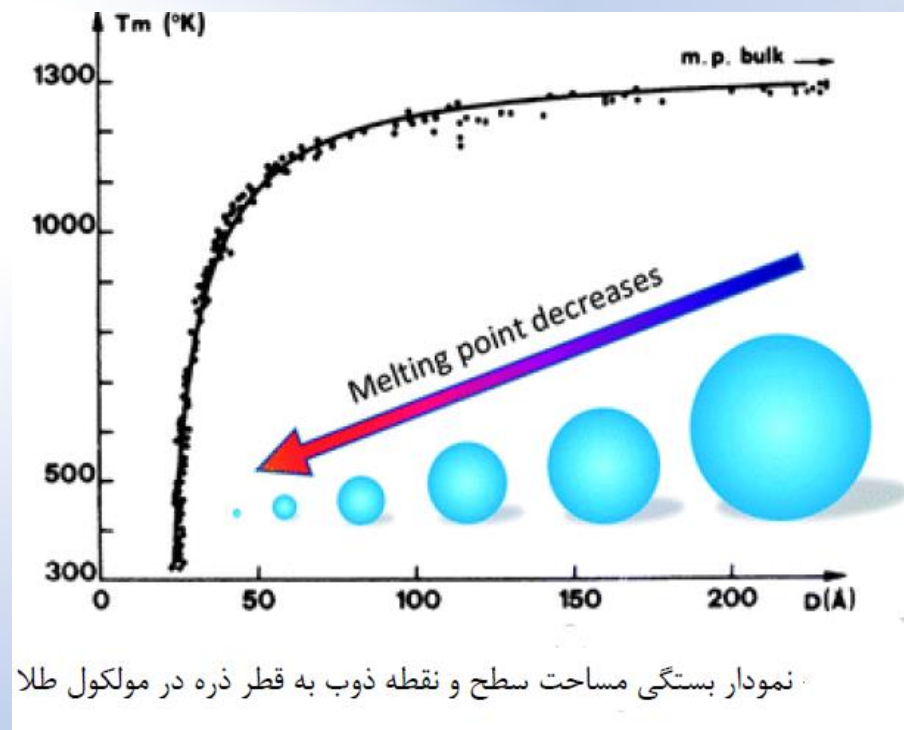 Tm (°K)
m.p. bulk
1300
1000
Melting point decreases
500
300
0 50 100 150 200 D(Å)
نمودار بستگی مساحت سطح و نقطه ذوب به قطر ذره در مولکول طلا